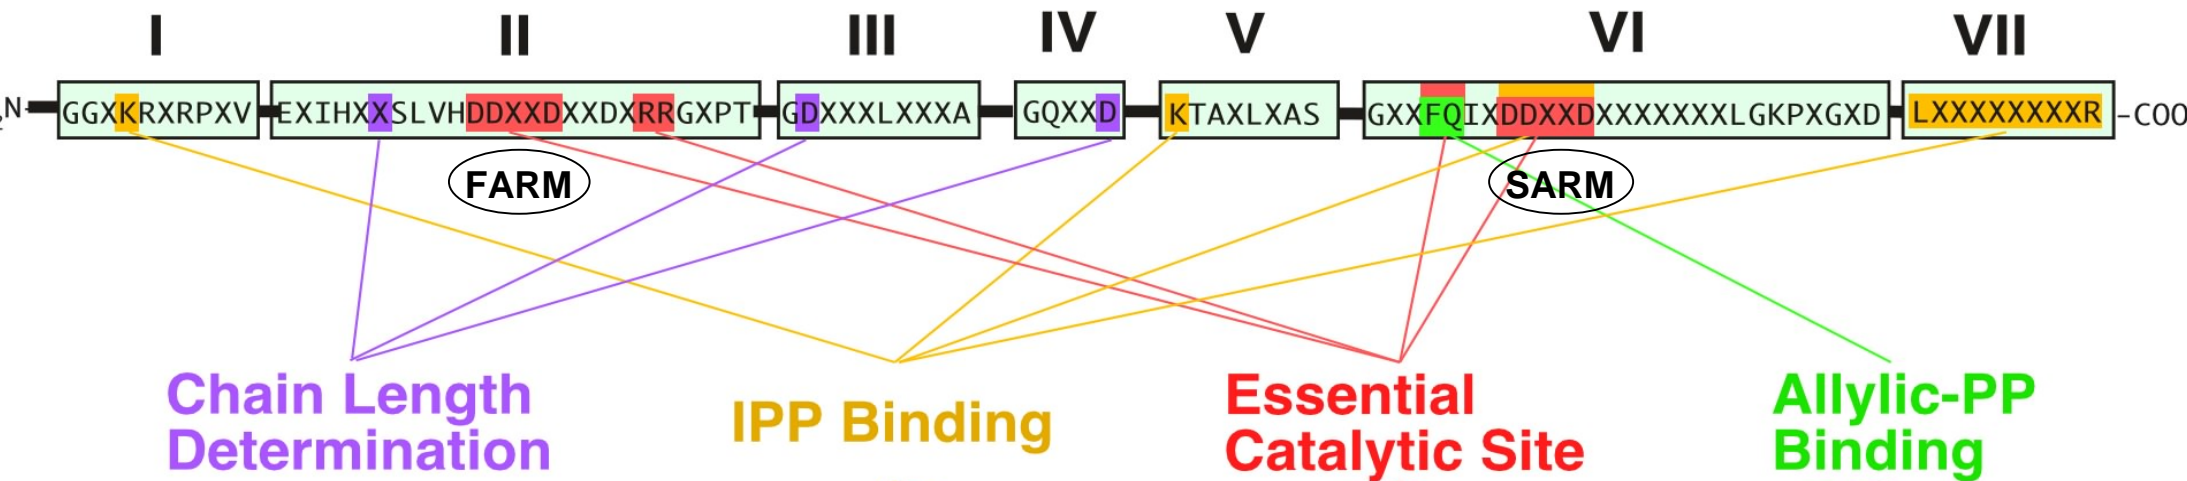 I II III IV V VI VII
N- GGXKRXRPXV EXIHXXSLVHDDXXDXXDXRRGXPT GDXXXLXXXA GQXXD KTAXLXAS GXXFQIXDDXXDXXXXXXXLGKPXGXD LXXXXXXXXR -COO
FARM SARM
Chain Length
Determination
IPP Binding
Essential
Catalytic Site
Allylic-PP
Binding